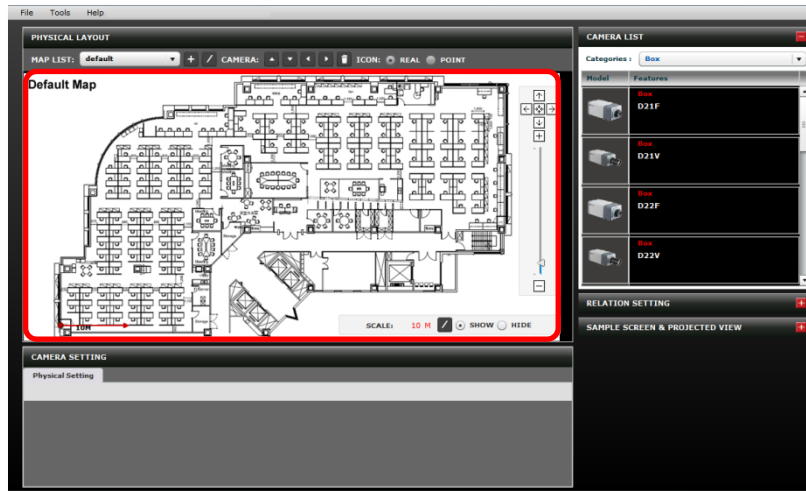 File Tools Help
PHYSICAL LAYOUT
MAP LIST: default CAMERA: ICON: REAL POINT
Default Map
10M
SCALE: 10 M SHOW HIDE
CAMERA SETTING
Physical Setting
CAMERA LIST
Categories : Box
Model Features
Box
D21F
Box
D21V
Box
D22F
Box
D22V
RELATION SETTING
SAMPLE SCREEN & PROJECTED VIEW